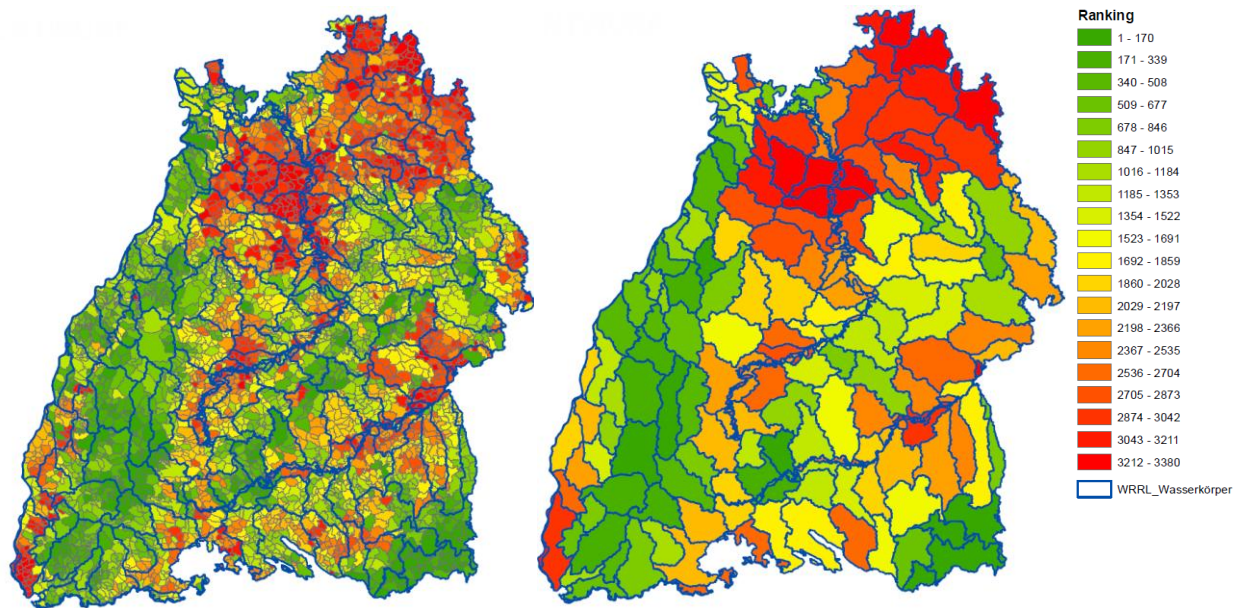 Ranking
1 - 170
171 - 339
340 - 508
509 - 677
678 - 846
847 - 1015
1016 - 1184
1185 - 1353
1354 - 1522
1523 - 1691
1692 - 1859
1860 - 2028
2029 - 2197
2198 - 2366
2367 - 2535
2536 - 2704
2705 - 2873
2874 - 3042
3043 - 3211
3212 - 3380
WRRL_Wasserkörper